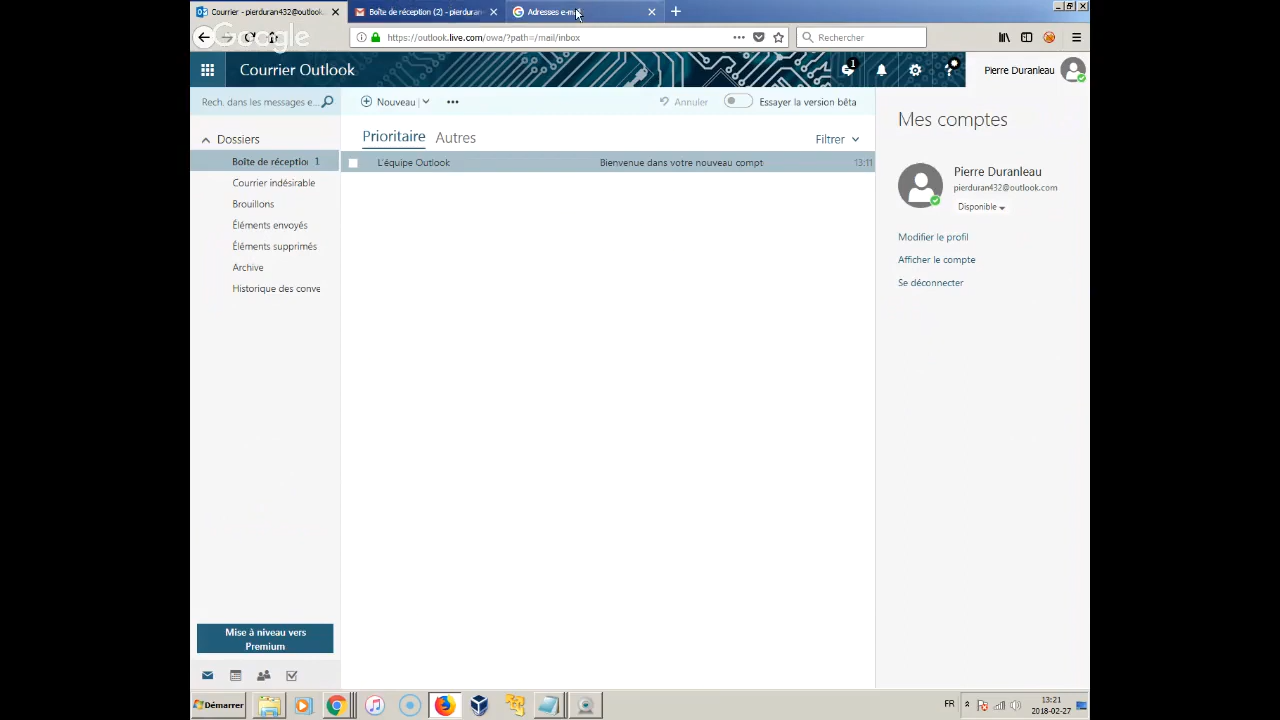 Courrier - pierduran432@outlook.
Boîte de réception (2) - pierduran
Adresses e-mail
Google
https://outlook.live.com/owa/?path=/mail/inbox
Rechercher
Courrier Outlook
1
?
Pierre Duranleau
Rech. dans les messages e...
Nouveau
Annuler
Essayer la version bêta
Mes comptes
Dossiers
Prioritaire
Autres
Filtrer
Boîte de réception 1
L'équipe Outlook
Bienvenue dans votre nouveau compt
13:11
Pierre Duranleau
pierduran432@outlook.com
Disponible
Courrier indésirable
Brouillons
Éléments envoyés
Éléments supprimés
Archive
Historique des conve
Modifier le profil
Afficher le compte
Se déconnecter
Mise à niveau vers
Premium
Démarrer
FR
13:21
2018-02-27